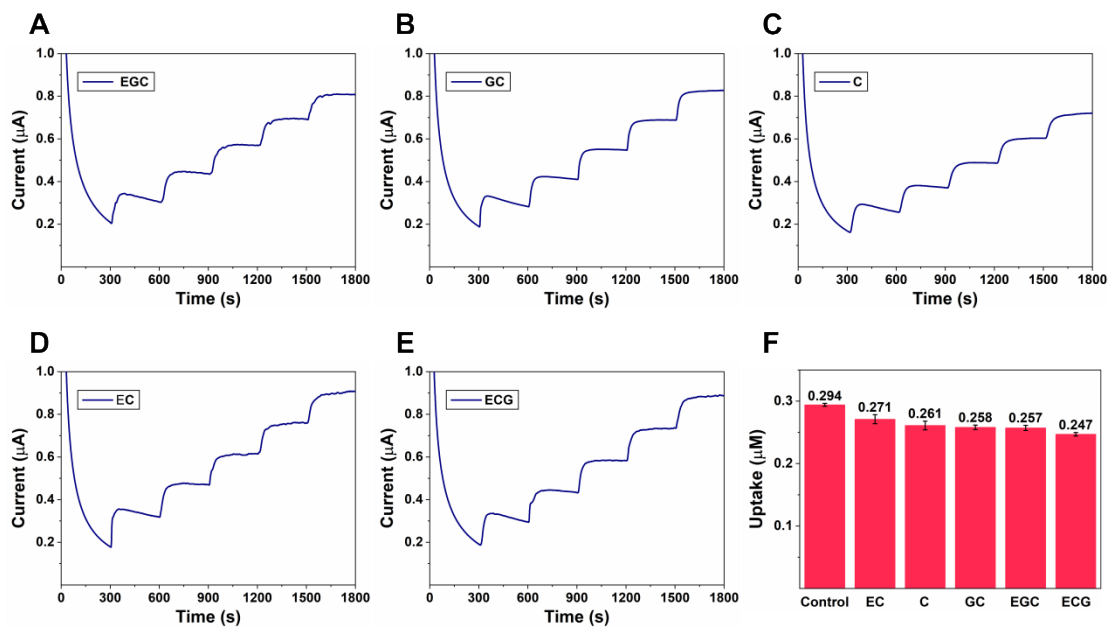 A
Current (μA)
1.0
0.8
0.6
0.4
0.2
EGC
0
300
600
900
1200
1500
1800
Time (s)
B
Current (μA)
1.0
0.8
0.6
0.4
0.2
GC
0
300
600
900
1200
1500
1800
Time (s)
C
Current (μA)
1.0
0.8
0.6
0.4
0.2
C
0
300
600
900
1200
1500
1800
Time (s)
D
Current (μA)
1.0
0.8
0.6
0.4
0.2
EC
0
300
600
900
1200
1500
1800
Time (s)
E
Current (μA)
1.0
0.8
0.6
0.4
0.2
ECG
0
300
600
900
1200
1500
1800
Time (s)
F
Uptake (μM)
0.3
0.2
0.1
0.294
0.271
0.261
0.258
0.257
0.247
Control
EC
C
GC
EGC
ECG